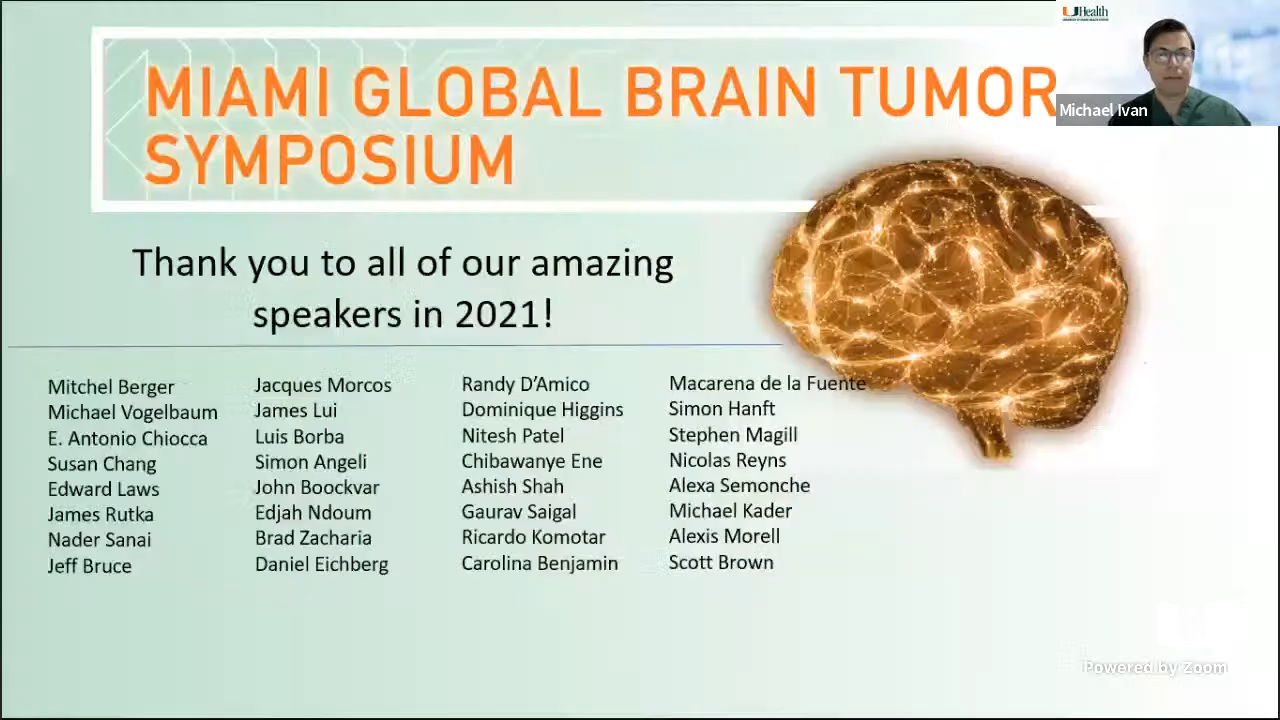 UHealth
Michael Ivan
MIAMI GLOBAL BRAIN TUMOR
SYMPOSIUM
Thank you to all of our amazing
speakers in 2021!
Mitchel Berger
Michael Vogelbaum
E. Antonio Chiocca
Susan Chang
Edward Laws
James Rutka
Nader Sanai
Jeff Bruce
Jacques Morcos
James Lui
Luis Borba
Simon Angeli
John Boockvar
Edjah Ndoum
Brad Zacharia
Daniel Eichberg
Randy D’Amico
Dominique Higgins
Nitesh Patel
Chibawanye Ene
Ashish Shah
Gaurav Saigal
Ricardo Komotar
Carolina Benjamin
Macarena de la Fuente
Simon Hanft
Stephen Magill
Nicolas Reyns
Alexa Semonche
Michael Kader
Alexis Morell
Scott Brown
Powered by Zoom